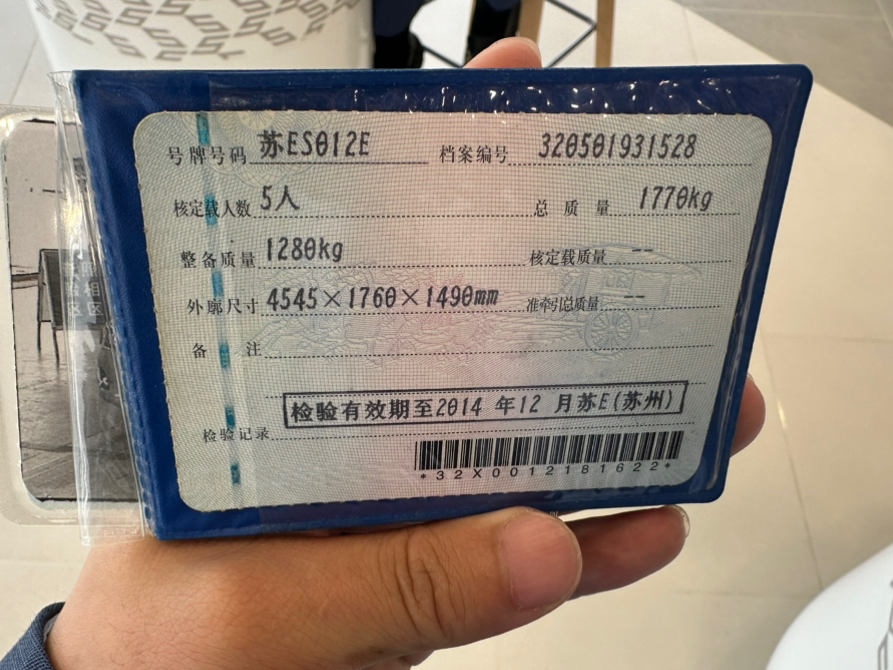 号牌号码 苏ES012E 档案编号 320501931528
核定载人数 5人 总质量 1770kg
整备质量 1280kg 核定载质量 --
外廓尺寸 4545×1760×1490mm 准牵引总质量 --
备注
检验有效期至2014 年12 月苏E(苏州)
检验记录
*32X0012181622*